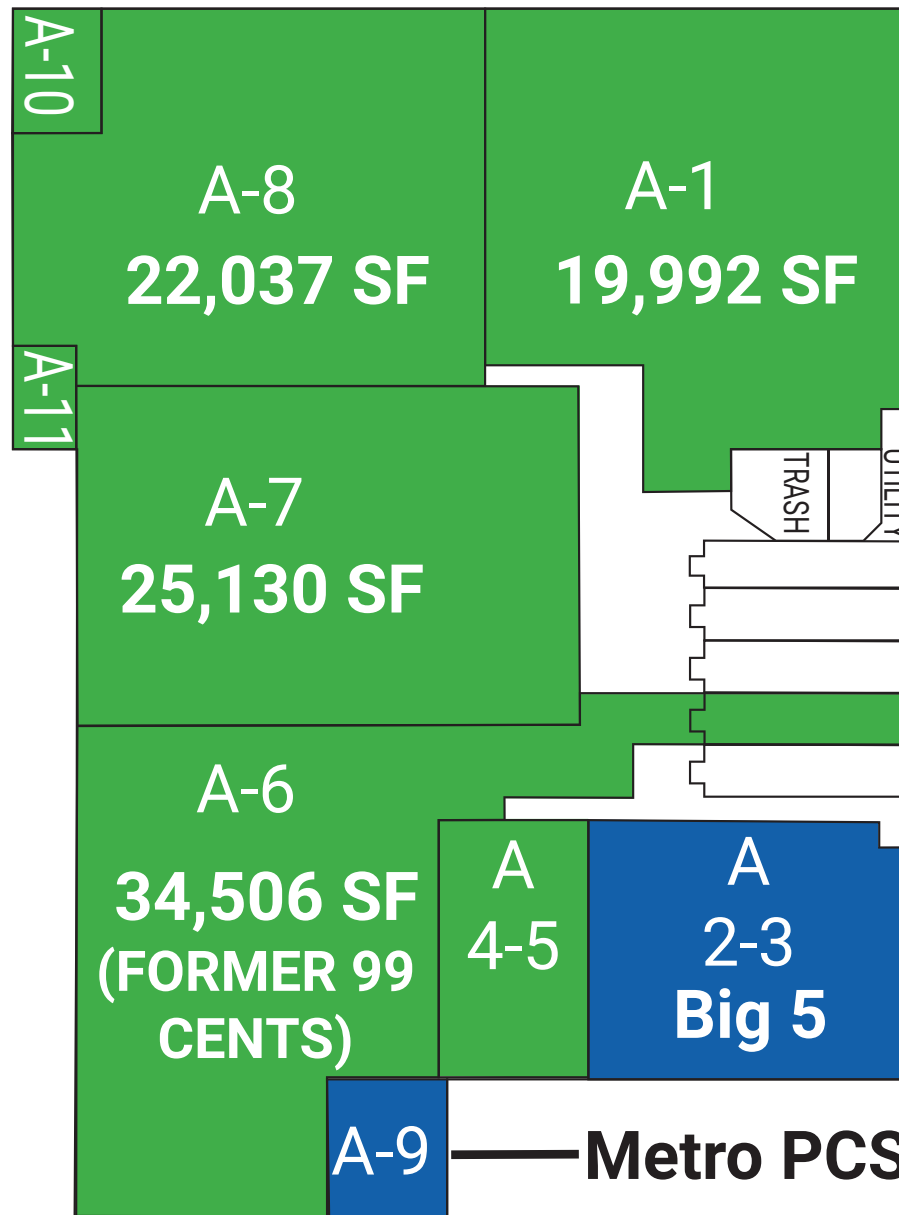 A-10
A-8
22,037 SF
A-1
19,992 SF
A-11
A-7
25,130 SF
TRASH
UTILITY
A-6
34,506 SF
(FORMER 99
CENTS)
A
4-5
A
2-3
Big 5
A-9
Metro PCS